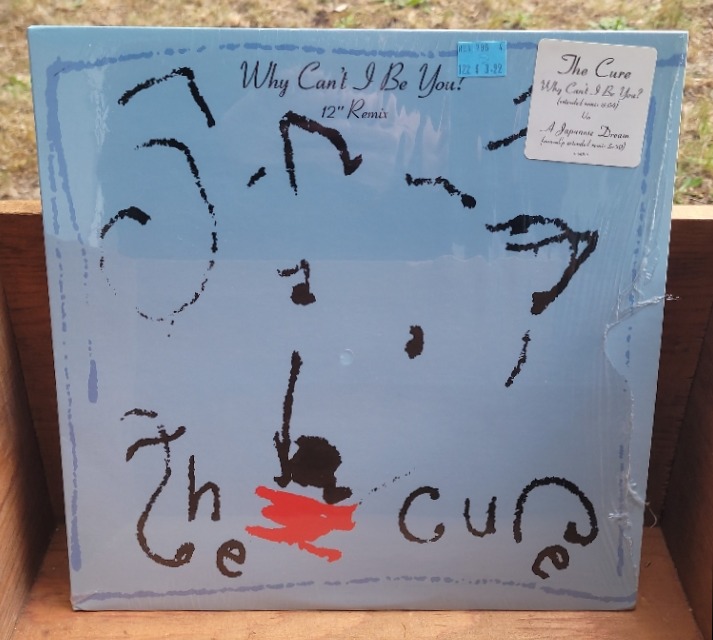 Why Can't I Be You?
12" Remix
The Cure
Why Can't I Be You?
A Japanese Dream
The Cure